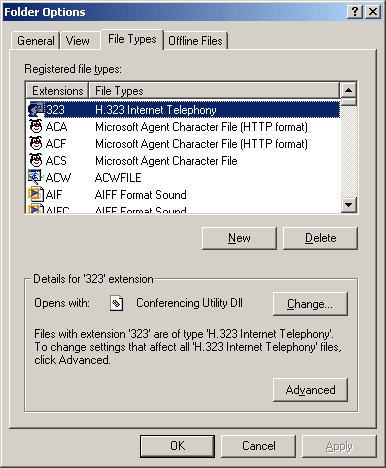 Folder Options
General View File Types Offline Files
Registered file types:
Extensions File Types
323 H.323 Internet Telephony
ACA Microsoft Agent Character File (HTTP format)
ACF Microsoft Agent Character File (HTTP format)
ACS Microsoft Agent Character File
ACW ACWFILE
AIF AIFF Format Sound
AIFC AIFF Format Sound
New Delete
Details for '323' extension
Opens with: Conferencing Utility Dll Change...
Files with extension '323' are of type 'H.323 Internet Telephony'.
To change settings that affect all 'H.323 Internet Telephony' files,
click Advanced.
Advanced
OK Cancel Apply